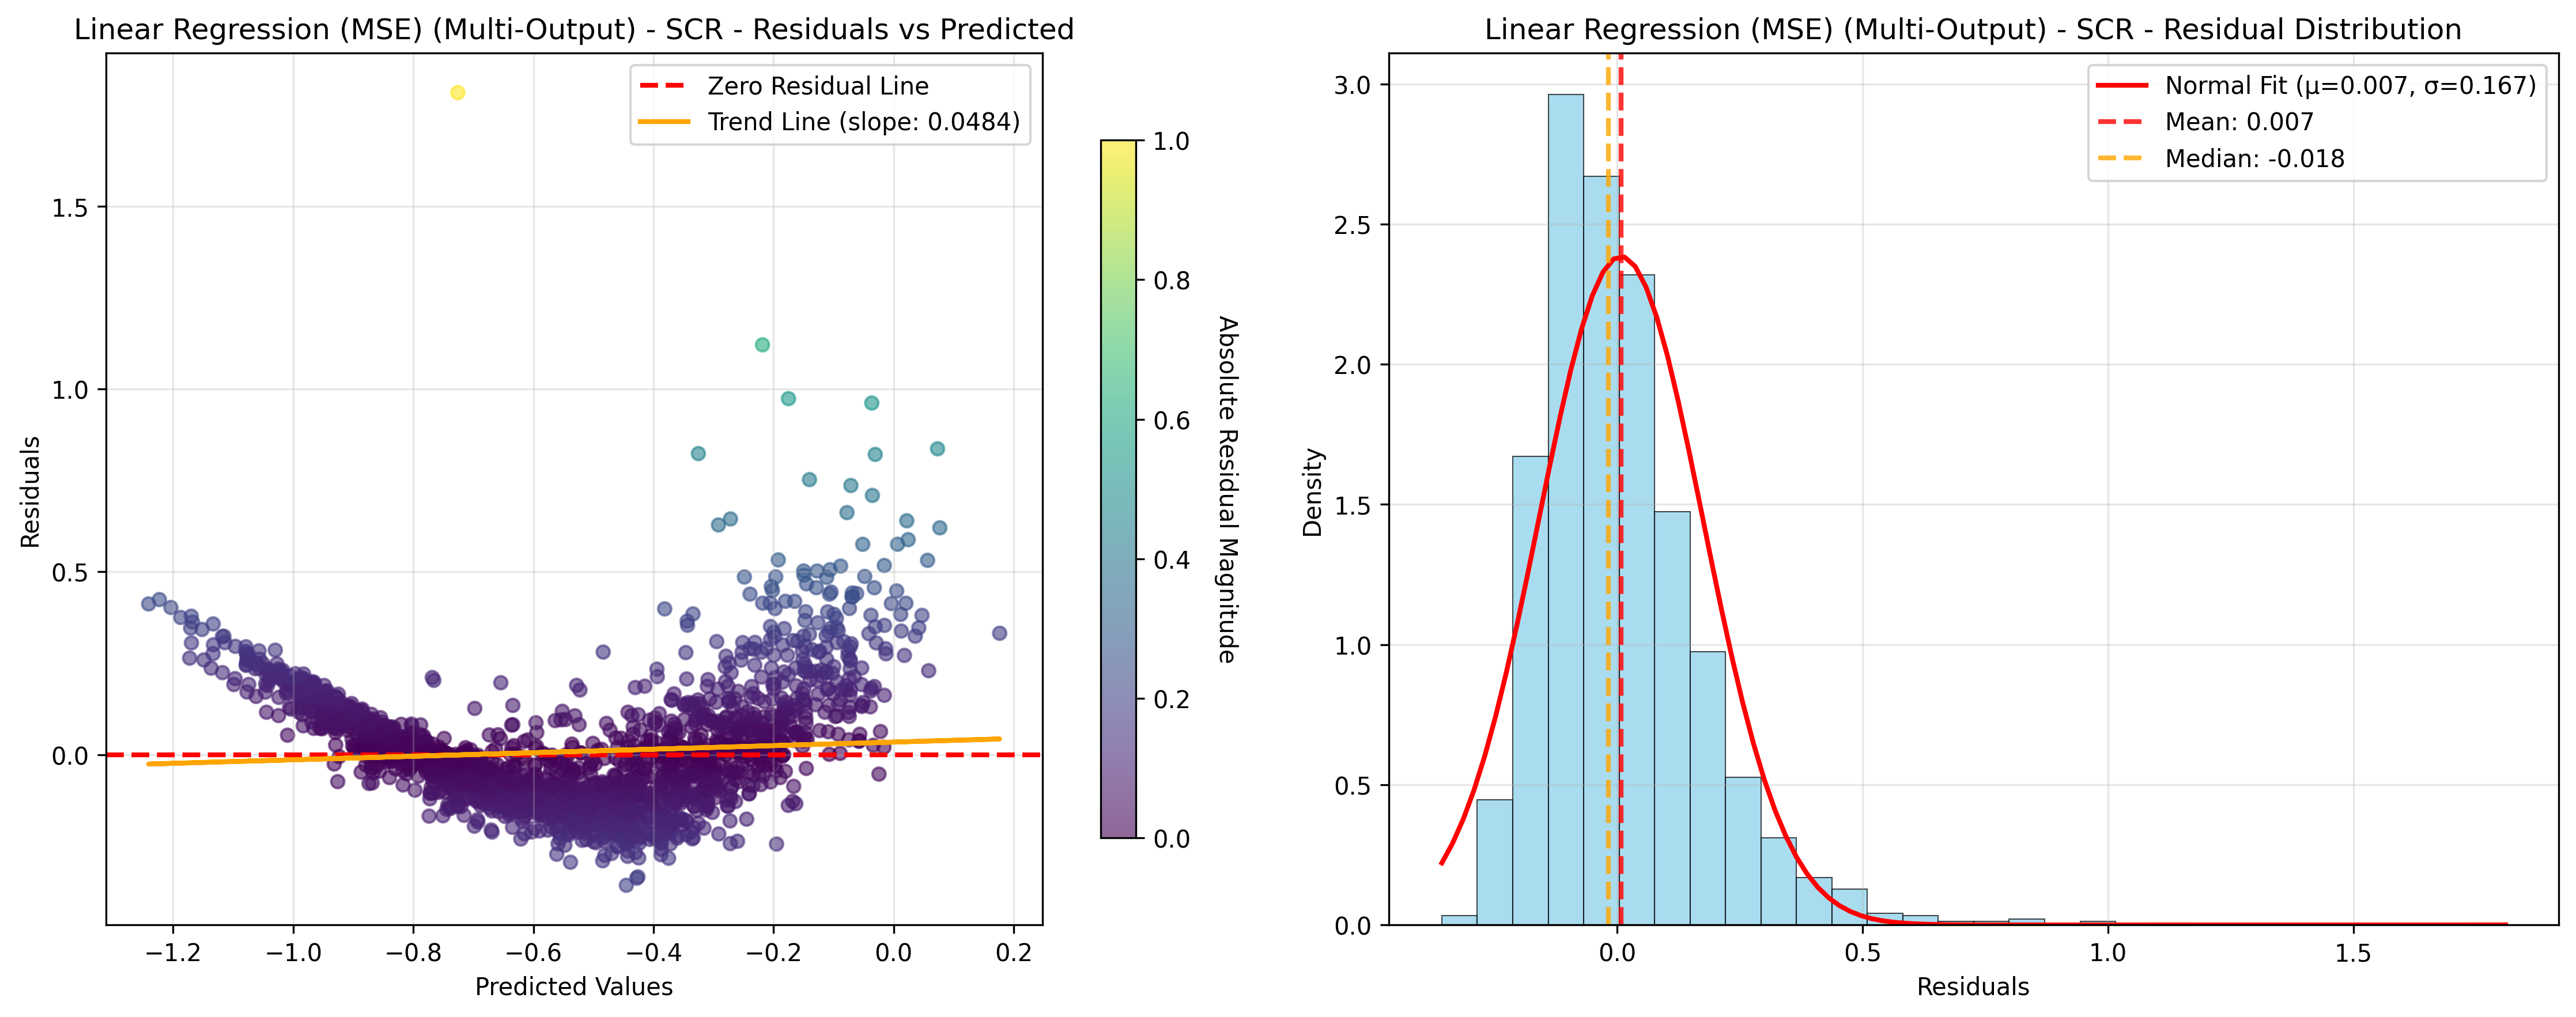 Linear Regression (MSE) (Multi-Output) - SCR - Residuals vs Predicted
Zero Residual Line
Trend Line (slope: 0.0484)
Residuals
1.5
1.0
0.5
0.0
−1.2 −1.0 −0.8 −0.6 −0.4 −0.2 0.0 0.2
Predicted Values
1.0
0.8
0.6
0.4
0.2
0.0
Absolute Residual Magnitude
Linear Regression (MSE) (Multi-Output) - SCR - Residual Distribution
Normal Fit (μ=0.007, σ=0.167)
Mean: 0.007
Median: -0.018
Density
3.0
2.5
2.0
1.5
1.0
0.5
0.0
0.0 0.5 1.0 1.5
Residuals